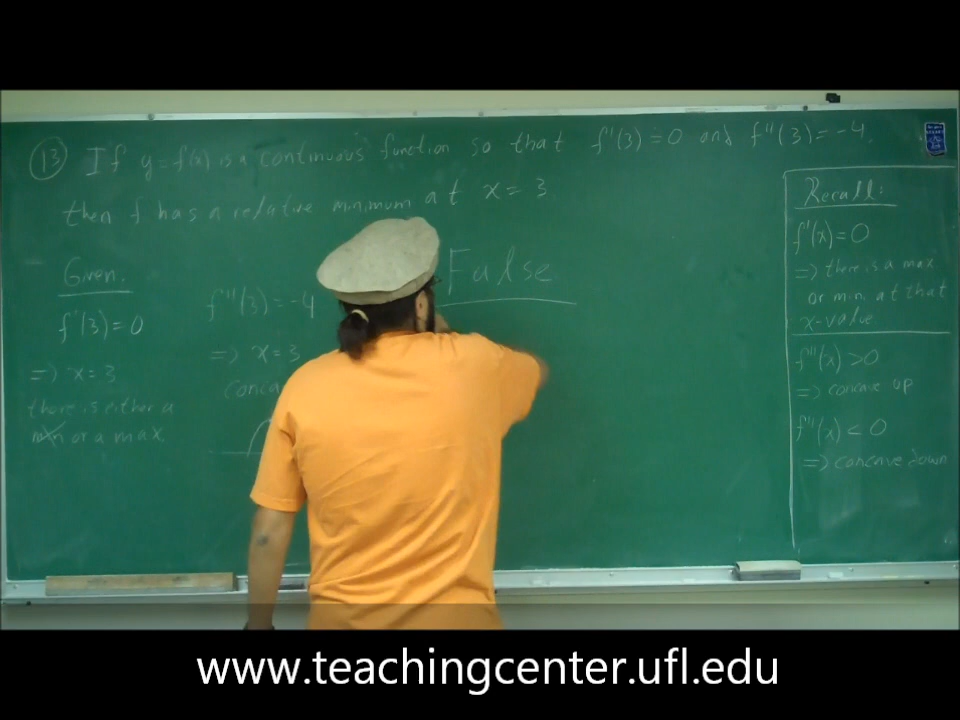 13 If y=f(x) is a continuous function so that f'(3)=0 and f''(3)=-4,
then f has a relative minimum at x=3
Recall:
f'(x)=0
=> there is a max
or min. at that
x-value
f''(x) >0
=> concave up
f''(x) < 0
=> concave down
Given.
f'(3)=0
=> x=3
there is either a
min or a max
f''(3)=-4
=> x=3
False
www.teachingcenter.ufl.edu